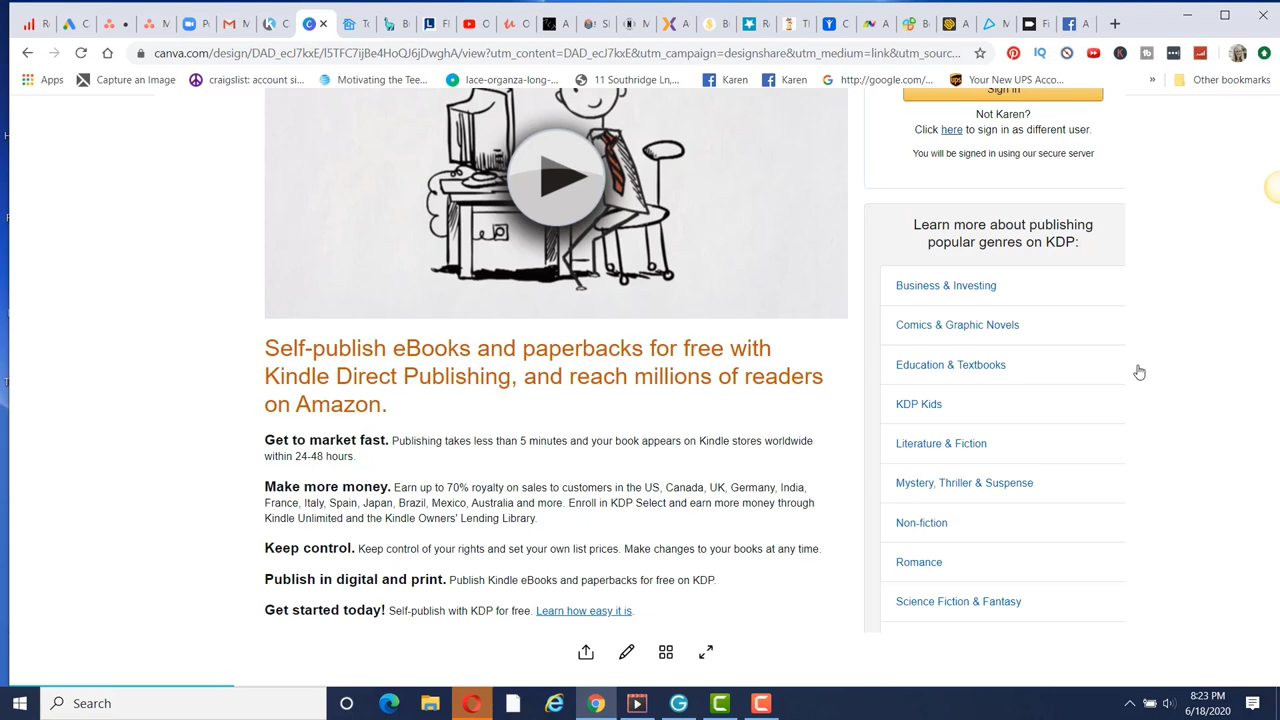 R
C
M
P
M
C
C
T
B
F
C
u
C
A
S
M
A
B
R
T
C
A
B
A
M
F
A
canva.com/design/DAD_ecJ7kxE/I5TFC7ijBe4HoQJ6jDwghA/view?utm_content=DAD_ecJ7kxE&utm_campaign=designshare&utm_medium=link&utm_sourc...
Apps
Capture an Image
craigslist: account si...
Motivating the Tee...
lace-organza-long-...
11 Southridge Ln,...
Karen
Karen
http://google.com/...
Your New UPS Acco...
»
Other bookmarks
Sign in
Not Karen?
Click here to sign in as different user.
You will be signed in using our secure server
Learn more about publishing
popular genres on KDP:
Business & Investing
Comics & Graphic Novels
Education & Textbooks
KDP Kids
Literature & Fiction
Mystery, Thriller & Suspense
Non-fiction
Romance
Science Fiction & Fantasy
Self-publish eBooks and paperbacks for free with
Kindle Direct Publishing, and reach millions of readers
on Amazon.
Get to market fast. Publishing takes less than 5 minutes and your book appears on Kindle stores worldwide
within 24-48 hours.
Make more money. Earn up to 70% royalty on sales to customers in the US, Canada, UK, Germany, India,
France, Italy, Spain, Japan, Brazil, Mexico, Australia and more. Enroll in KDP Select and earn more money through
Kindle Unlimited and the Kindle Owners' Lending Library.
Keep control. Keep control of your rights and set your own list prices. Make changes to your books at any time.
Publish in digital and print. Publish Kindle eBooks and paperbacks for free on KDP.
Get started today! Self-publish with KDP for free. Learn how easy it is.
Search
8:23 PM
6/18/2020